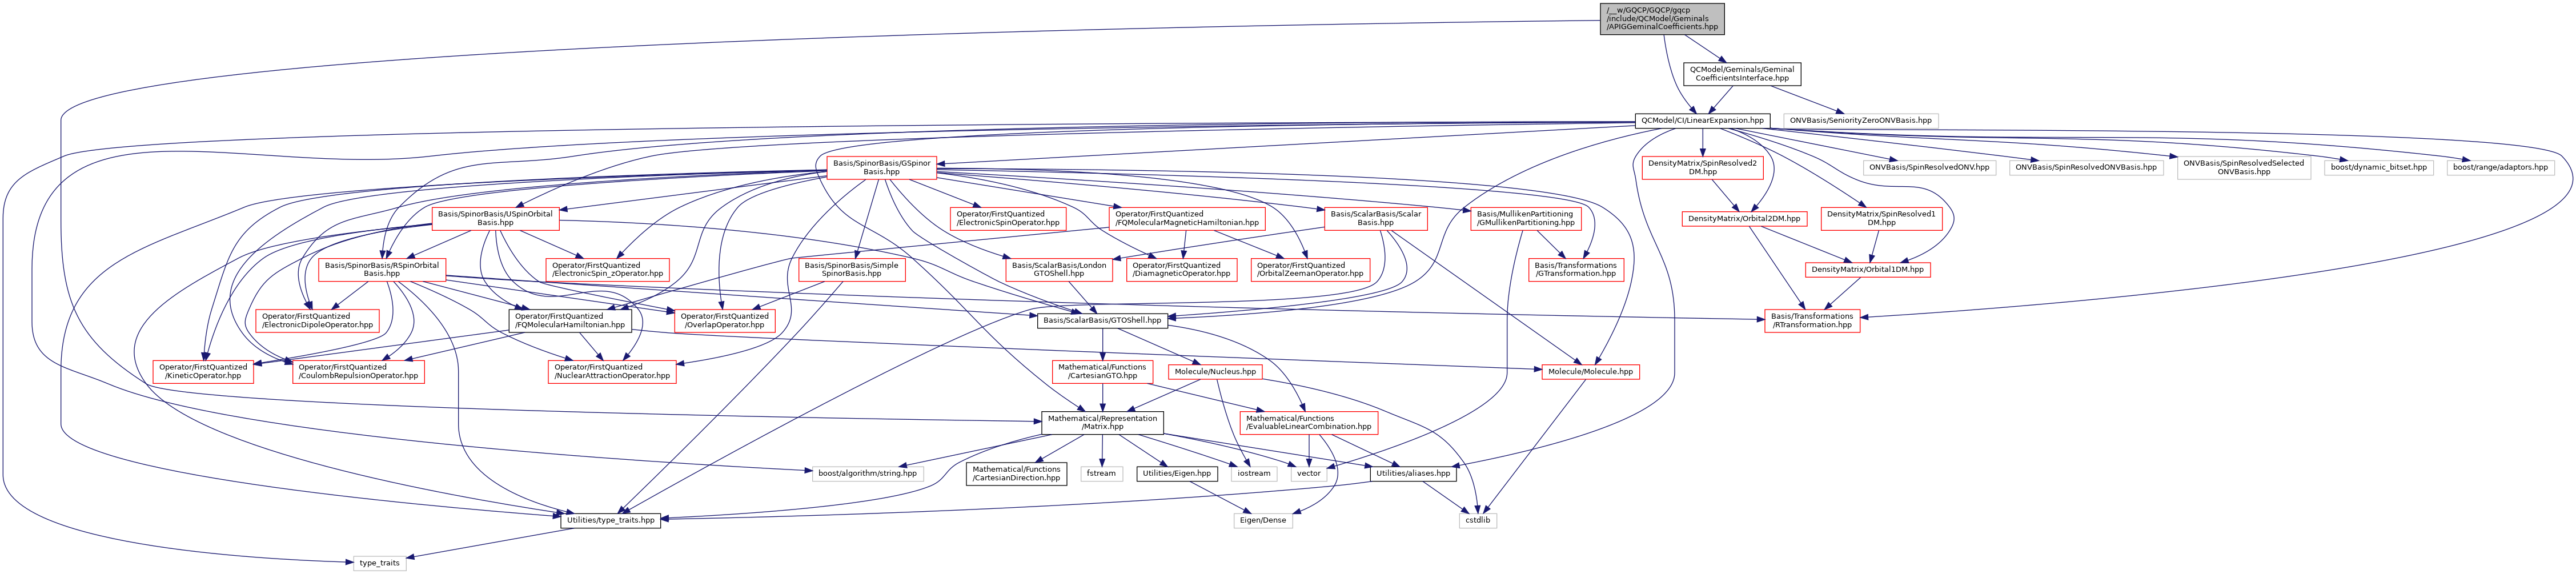 /__w/GQCP/GQCP/gqcp
/include/QCModel/Geminals
/APIGGeminalCoefficients.hpp
QCModel/Geminals/Geminal
CoefficientsInterface.hpp
QCModel/CI/LinearExpansion.hpp
ONVBasis/SeniorityZeroONVBasis.hpp
Basis/SpinorBasis/GSpinor
Basis.hpp
DensityMatrix/SpinResolved2
DM.hpp
ONVBasis/SpinResolvedONV.hpp
ONVBasis/SpinResolvedONVBasis.hpp
ONVBasis/SpinResolvedSelected
ONVBasis.hpp
boost/dynamic_bitset.hpp
boost/range/adaptors.hpp
Basis/SpinorBasis/USpinOrbital
Basis.hpp
Operator/FirstQuantized
/ElectronicSpinOperator.hpp
Operator/FirstQuantized
/FQMolecularMagneticHamiltonian.hpp
Basis/ScalarBasis/Scalar
Basis.hpp
Basis/MullikenPartitioning
/GMullikenPartitioning.hpp
DensityMatrix/Orbital2DM.hpp
DensityMatrix/SpinResolved1
DM.hpp
Basis/SpinorBasis/RSpinOrbital
Basis.hpp
Operator/FirstQuantized
/ElectronicSpin_zOperator.hpp
Basis/SpinorBasis/Simple
SpinorBasis.hpp
Basis/ScalarBasis/London
GTOShell.hpp
Operator/FirstQuantized
/DiamagneticOperator.hpp
Operator/FirstQuantized
/OrbitalZeemanOperator.hpp
Basis/Transformations
/GTransformation.hpp
DensityMatrix/Orbital1DM.hpp
Operator/FirstQuantized
/ElectronicDipoleOperator.hpp
Operator/FirstQuantized
/FQMolecularHamiltonian.hpp
Operator/FirstQuantized
/OverlapOperator.hpp
Basis/ScalarBasis/GTOShell.hpp
Basis/Transformations
/RTransformation.hpp
Operator/FirstQuantized
/KineticOperator.hpp
Operator/FirstQuantized
/CoulombRepulsionOperator.hpp
Operator/FirstQuantized
/NuclearAttractionOperator.hpp
Mathematical/Functions
/CartesianGTO.hpp
Molecule/Nucleus.hpp
Molecule/Molecule.hpp
Mathematical/Representation
/Matrix.hpp
Mathematical/Functions
/EvaluableLinearCombination.hpp
boost/algorithm/string.hpp
Mathematical/Functions
/CartesianDirection.hpp
fstream
Utilities/Eigen.hpp
iostream
vector
Utilities/aliases.hpp
Utilities/type_traits.hpp
Eigen/Dense
cstdlib
type_traits